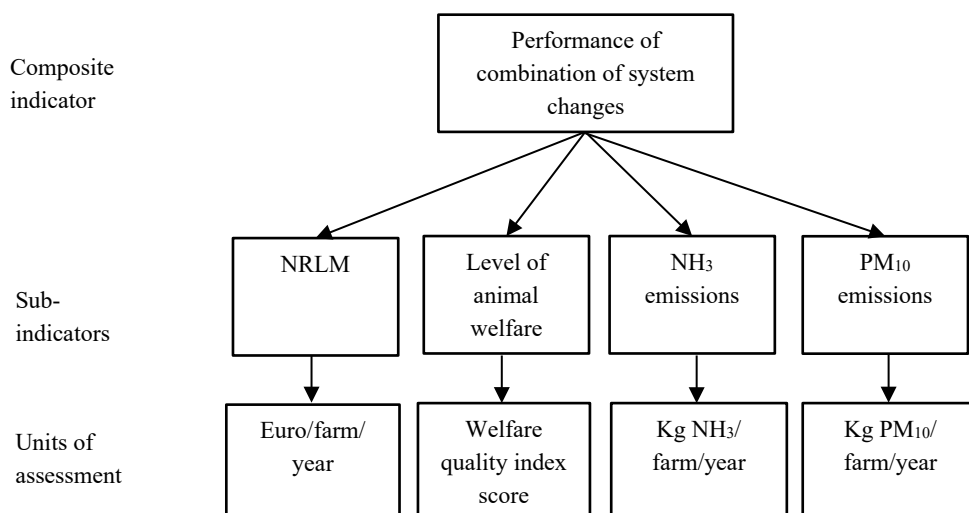 Composite
indicator
Performance of
combination of system
changes
Sub-
indicators
NRLM
Level of
animal
welfare
NH₃
emissions
PM₁₀
emissions
Units of
assessment
Euro/farm/
year
Welfare
quality index
score
Kg NH₃/
farm/year
Kg PM₁₀/
farm/year